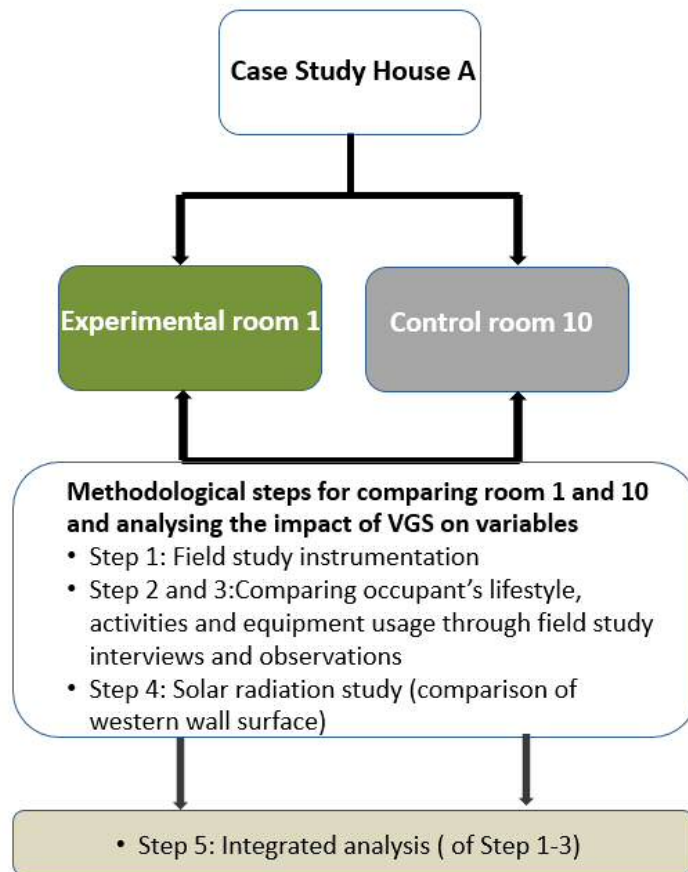 Case Study House A
Experimental room 1
Control room 10
Methodological steps for comparing room 1 and 10
and analysing the impact of VGS on variables
• Step 1: Field study instrumentation
• Step 2 and 3:Comparing occupant’s lifestyle,
activities and equipment usage through field study
interviews and observations
• Step 4: Solar radiation study (comparison of
western wall surface)
• Step 5: Integrated analysis ( of Step 1-3)